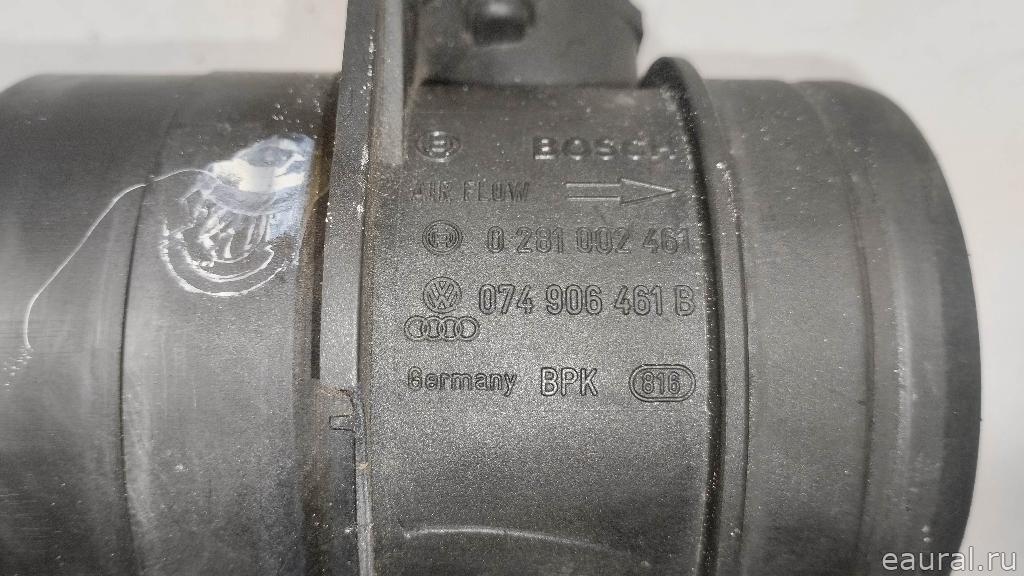 BOSCH
AIR FLOW
0 281 002 461
074 906 461 B
Germany BPK 816
eaural.ru